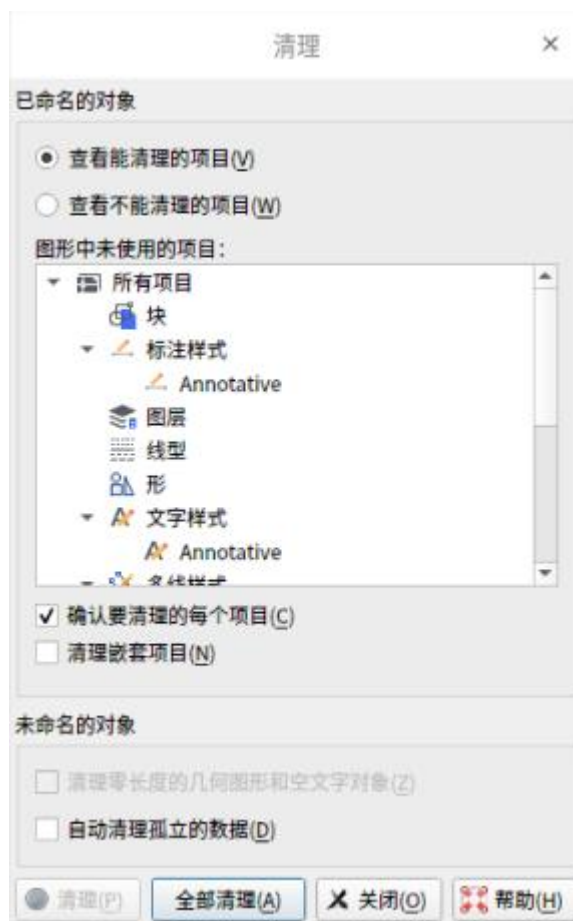 清理
已命名的对象
查看能清理的项目(V)
查看不能清理的项目(W)
图形中未使用的项目：
所有项目
块
标注样式
Annotative
图层
线型
形
文字样式
Annotative
多线样式
确认要清理的每个项目(C)
清理嵌套项目(N)
未命名的对象
清理零长度的几何图形和空文字对象(Z)
自动清理孤立的数据(D)
清理(P) 全部清理(A) 关闭(O) 帮助(H)